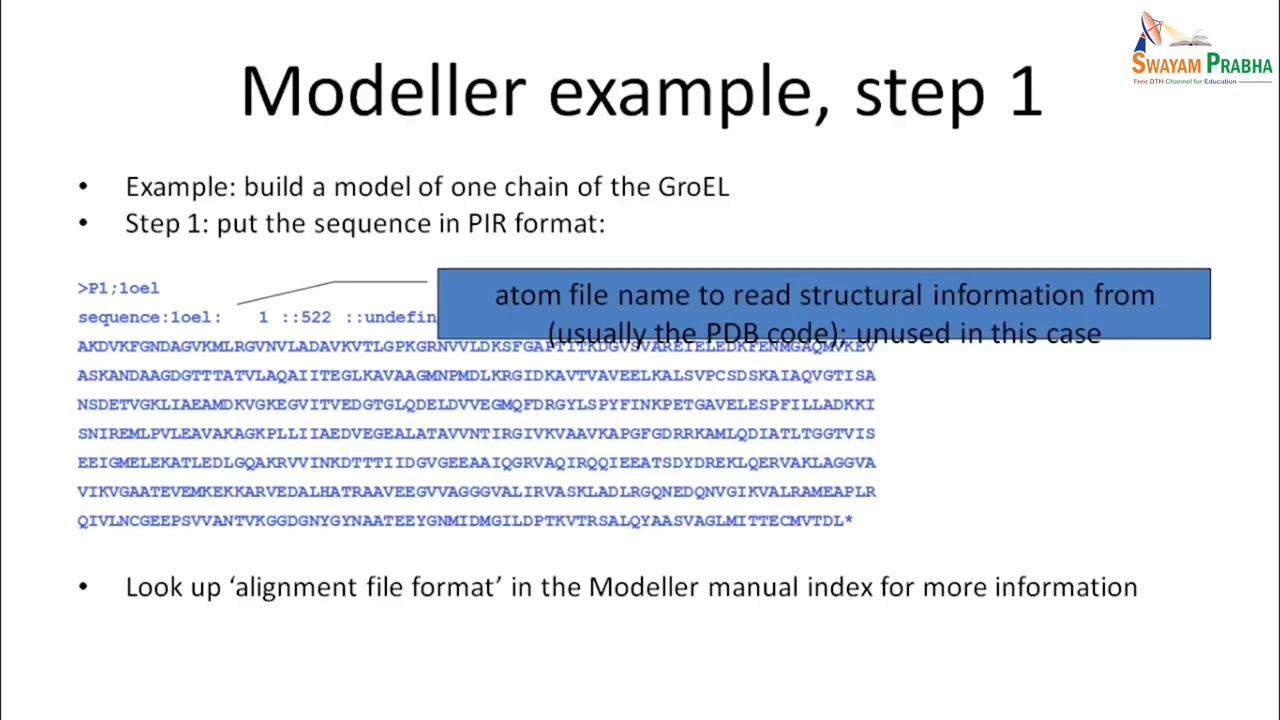 SWAYAM PRABHA
Free DTH Channel for Education
Modeller example, step 1
• Example: build a model of one chain of the GroEL
• Step 1: put the sequence in PIR format:
>P1;1oel
sequence:1oel: 1 ::522 ::undefin
atom file name to read structural information from
(usually the PDB code); unused in this case
AKDVKFGNDAGVKMLRGVNVLADAVKVTLGPKGRNVVLDKSFGAPTITKDGVSVAREIELEDKFENMGAQMVKEV
ASKANDAAGDGTTTATVLAQAIITEGLKAVAAGMNPMDLKRGIDKAVTVAVEELKALSVPCSDSKAIAQVGTISA
NSDETVGKLIAEAMDKVGKEGVITVEDGTGLQDELDVVEGMQFDRGYLSPYFINKPETGAVELESPFILLADKKI
SNIREMLPVLEAVAKAGKPLLIIAEDVEGEALATAVVNTIRGIVKVAAVKAPGFGDRRKAMLQDIATLTGGTVIS
EEIGMELEKATLEDLGQAKRVVINKDTTTIIDGVGEEAAIQGRVAQIRQQIEEATSDYDREKLQERVAKLAGGVA
VIKVGAATEVEMKEKKARVEDALHATRAAVEEGVVAGGGVALIRVASKLADLRGQNEDQNVGIKVALRAMEAPLR
QIVLNCGEEPSVVANTVKGGDGNYGYNAATEEYGNMIDMGILDPTKVTRSALQYAASVAGLMITTECMVTDL*
• Look up ‘alignment file format’ in the Modeller manual index for more information